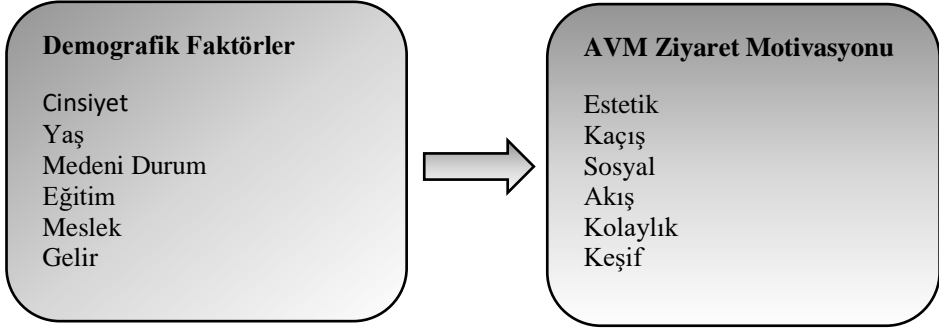 Demografik Faktörler
Cinsiyet
Yaş
Medeni Durum
Eğitim
Meslek
Gelir
AVM Ziyaret Motivasyonu
Estetik
Kaçış
Sosyal
Akış
Kolaylık
Keşif